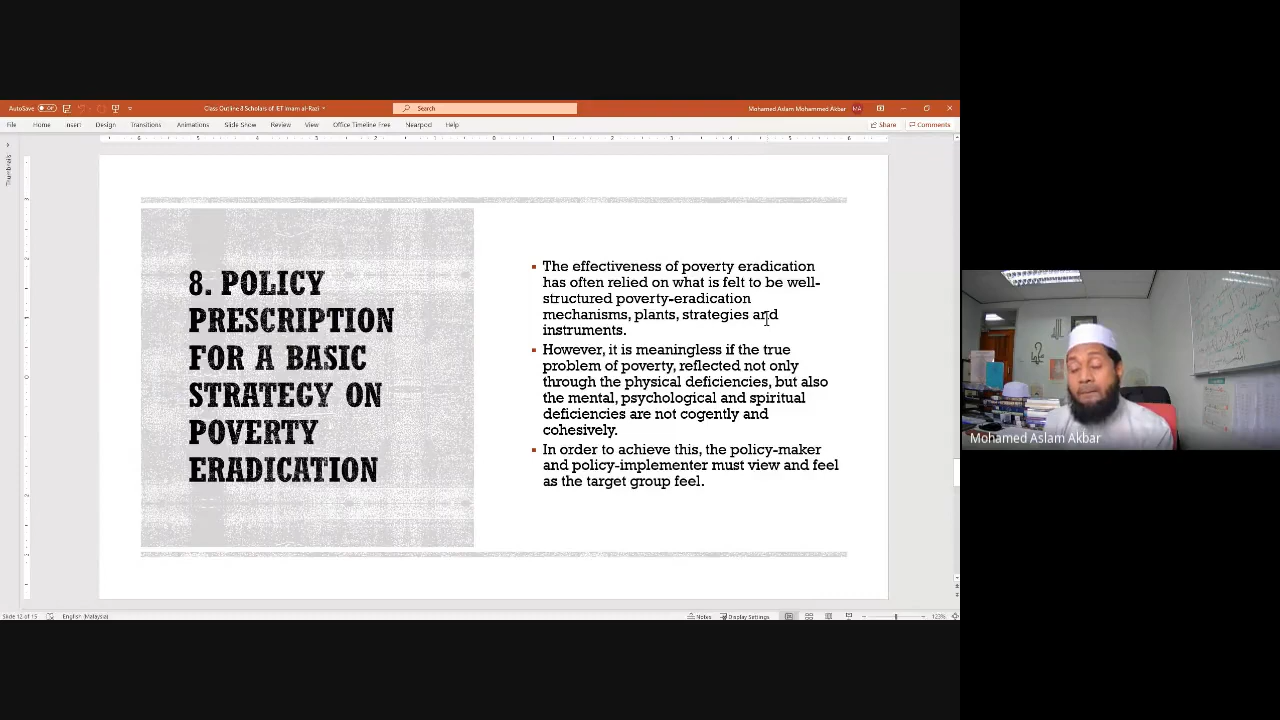 AutoSave
Class Outline 8 Scholars of IET Imam al-Razi
Search
Mohamed Aslam Mohammed Akbar
MA
File Home Insert Design Transitions Animations Slide Show Review View Office Timeline Free Nearpod Help
Share Comments
Thumbnails
8. POLICY
PRESCRIPTION
FOR A BASIC
STRATEGY ON
POVERTY
ERADICATION
The effectiveness of poverty eradication
has often relied on what is felt to be well-
structured poverty-eradication
mechanisms, plants, strategies and
instruments.
However, it is meaningless if the true
problem of poverty, reflected not only
through the physical deficiencies, but also
the mental, psychological and spiritual
deficiencies are not cogently and
cohesively.
In order to achieve this, the policy-maker
and policy-implementer must view and feel
as the target group feel.
Mohamed Aslam Akbar
Slide 12 of 15 English (Malaysia)
Notes Display Settings 123%